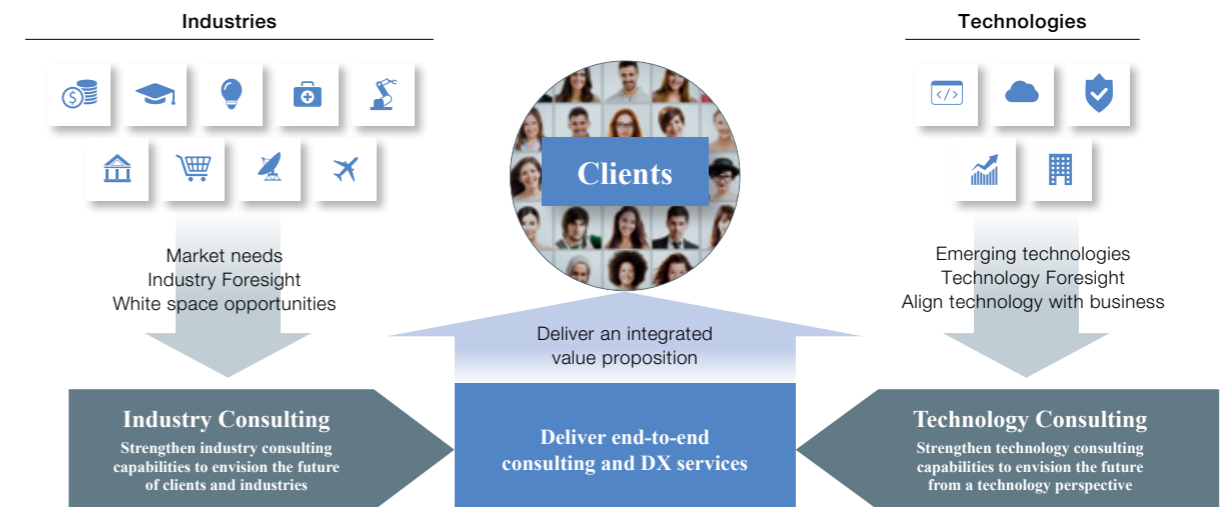 Industries
Technologies
Clients
Market needs
Industry Foresight
White space opportunities
Emerging technologies
Technology Foresight
Align technology with business
Deliver an integrated
value proposition
Industry Consulting
Strengthen industry consulting
capabilities to envision the future
of clients and industries
Deliver end-to-end
consulting and DX services
Technology Consulting
Strengthen technology consulting
capabilities to envision the future
from a technology perspective